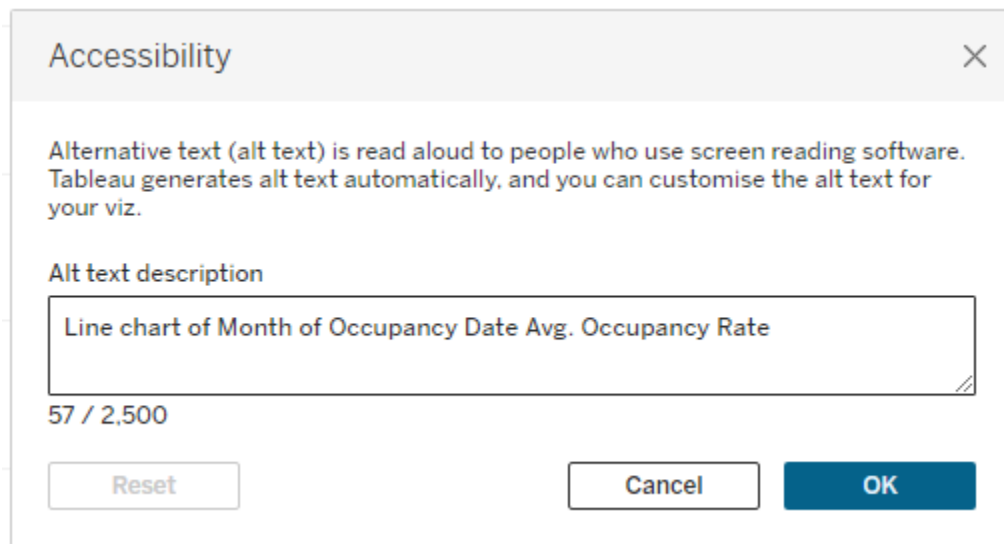 Accessibility
Alternative text (alt text) is read aloud to people who use screen reading software.
Tableau generates alt text automatically, and you can customise the alt text for
your viz.
Alt text description
Line chart of Month of Occupancy Date Avg. Occupancy Rate
57 / 2,500
Reset
Cancel
OK